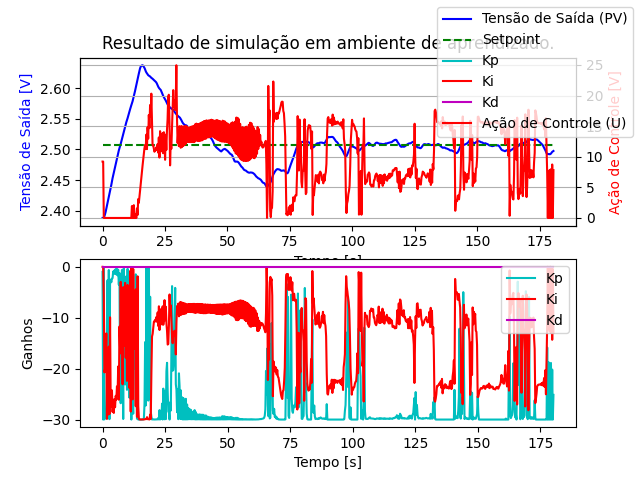 Resultado de simulação em ambiente de aprendizado.
Tensão de Saída (PV)
Setpoint
Kp
Ki
Kd
Ação de Controle (U)
Tensão de Saída [V]
2.60
2.55
2.50
2.45
2.40
25
20
15
10
5
0
Ação de Controle [V]
0 25 50 75 100 125 150 175
Tempo [s]
Ganhos
0
−10
−20
−30
Kp
Ki
Kd
0 25 50 75 100 125 150 175
Tempo [s]